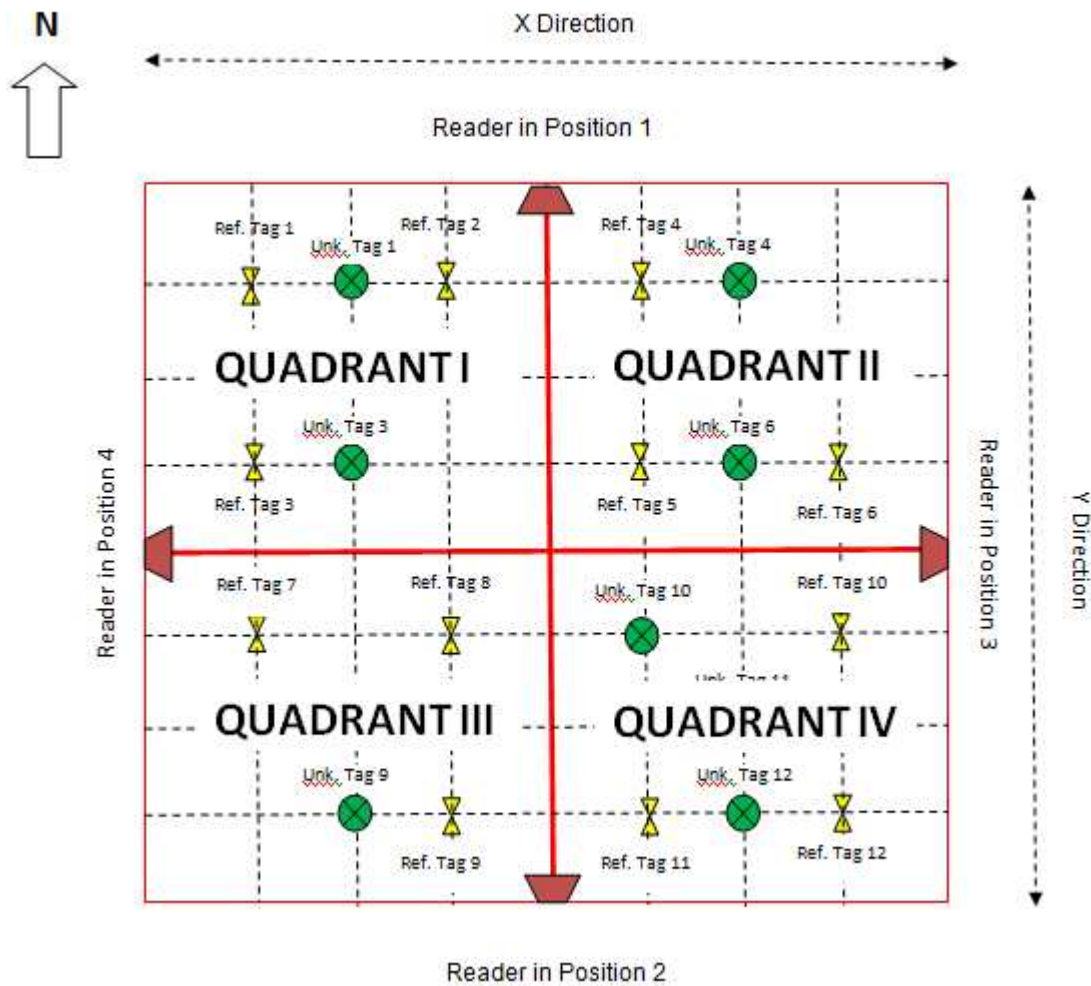 N
X Direction
Reader in Position 1
Ref. Tag 1
Ref. Tag 2
Ref. Tag 4
Unk. Tag 1
Unk. Tag 4
QUADRANT I
QUADRANT II
Unk. Tag 3
Unk. Tag 6
Reader in Position 4
Reader in Position 3
Y Direction
Ref. Tag 3
Ref. Tag 5
Ref. Tag 6
Ref. Tag 7
Ref. Tag 8
Unk. Tag 10
Ref. Tag 10
QUADRANT III
QUADRANT IV
Unk. Tag 9
Unk. Tag 12
Ref. Tag 9
Ref. Tag 11
Ref. Tag 12
Reader in Position 2